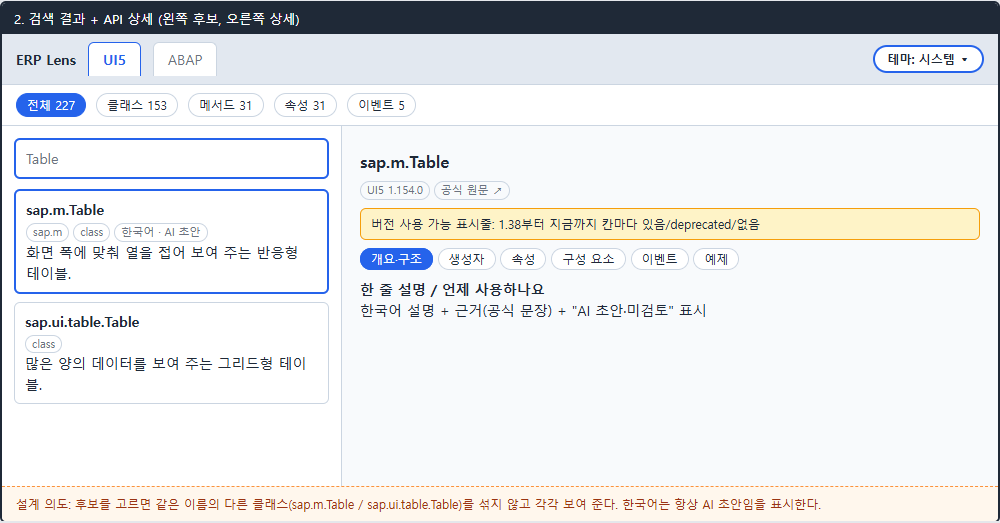 2. 검색 결과 + API 상세 (왼쪽 후보, 오른쪽 상세)
ERP Lens UI5 ABAP 테마: 시스템 ▾
전체 227 클래스 153 메서드 31 속성 31 이벤트 5
Table
sap.m.Table
sap.m class 한국어 · AI 초안
화면 폭에 맞춰 열을 접어 보여 주는 반응형
테이블.
sap.ui.table.Table
class
많은 양의 데이터를 보여 주는 그리드형 테이
블.
sap.m.Table
UI5 1.154.0 공식 원문 ↗
버전 사용 가능 표시줄: 1.38부터 지금까지 칸마다 있음/deprecated/없음
개요·구조 생성자 속성 구성 요소 이벤트 예제
한 줄 설명 / 언제 사용하나요
한국어 설명 + 근거(공식 문장) + "AI 초안·미검토" 표시
설계 의도: 후보를 고르면 같은 이름의 다른 클래스(sap.m.Table / sap.ui.table.Table)를 섞지 않고 각각 보여 준다. 한국어는 항상 AI 초안임을 표시한다.